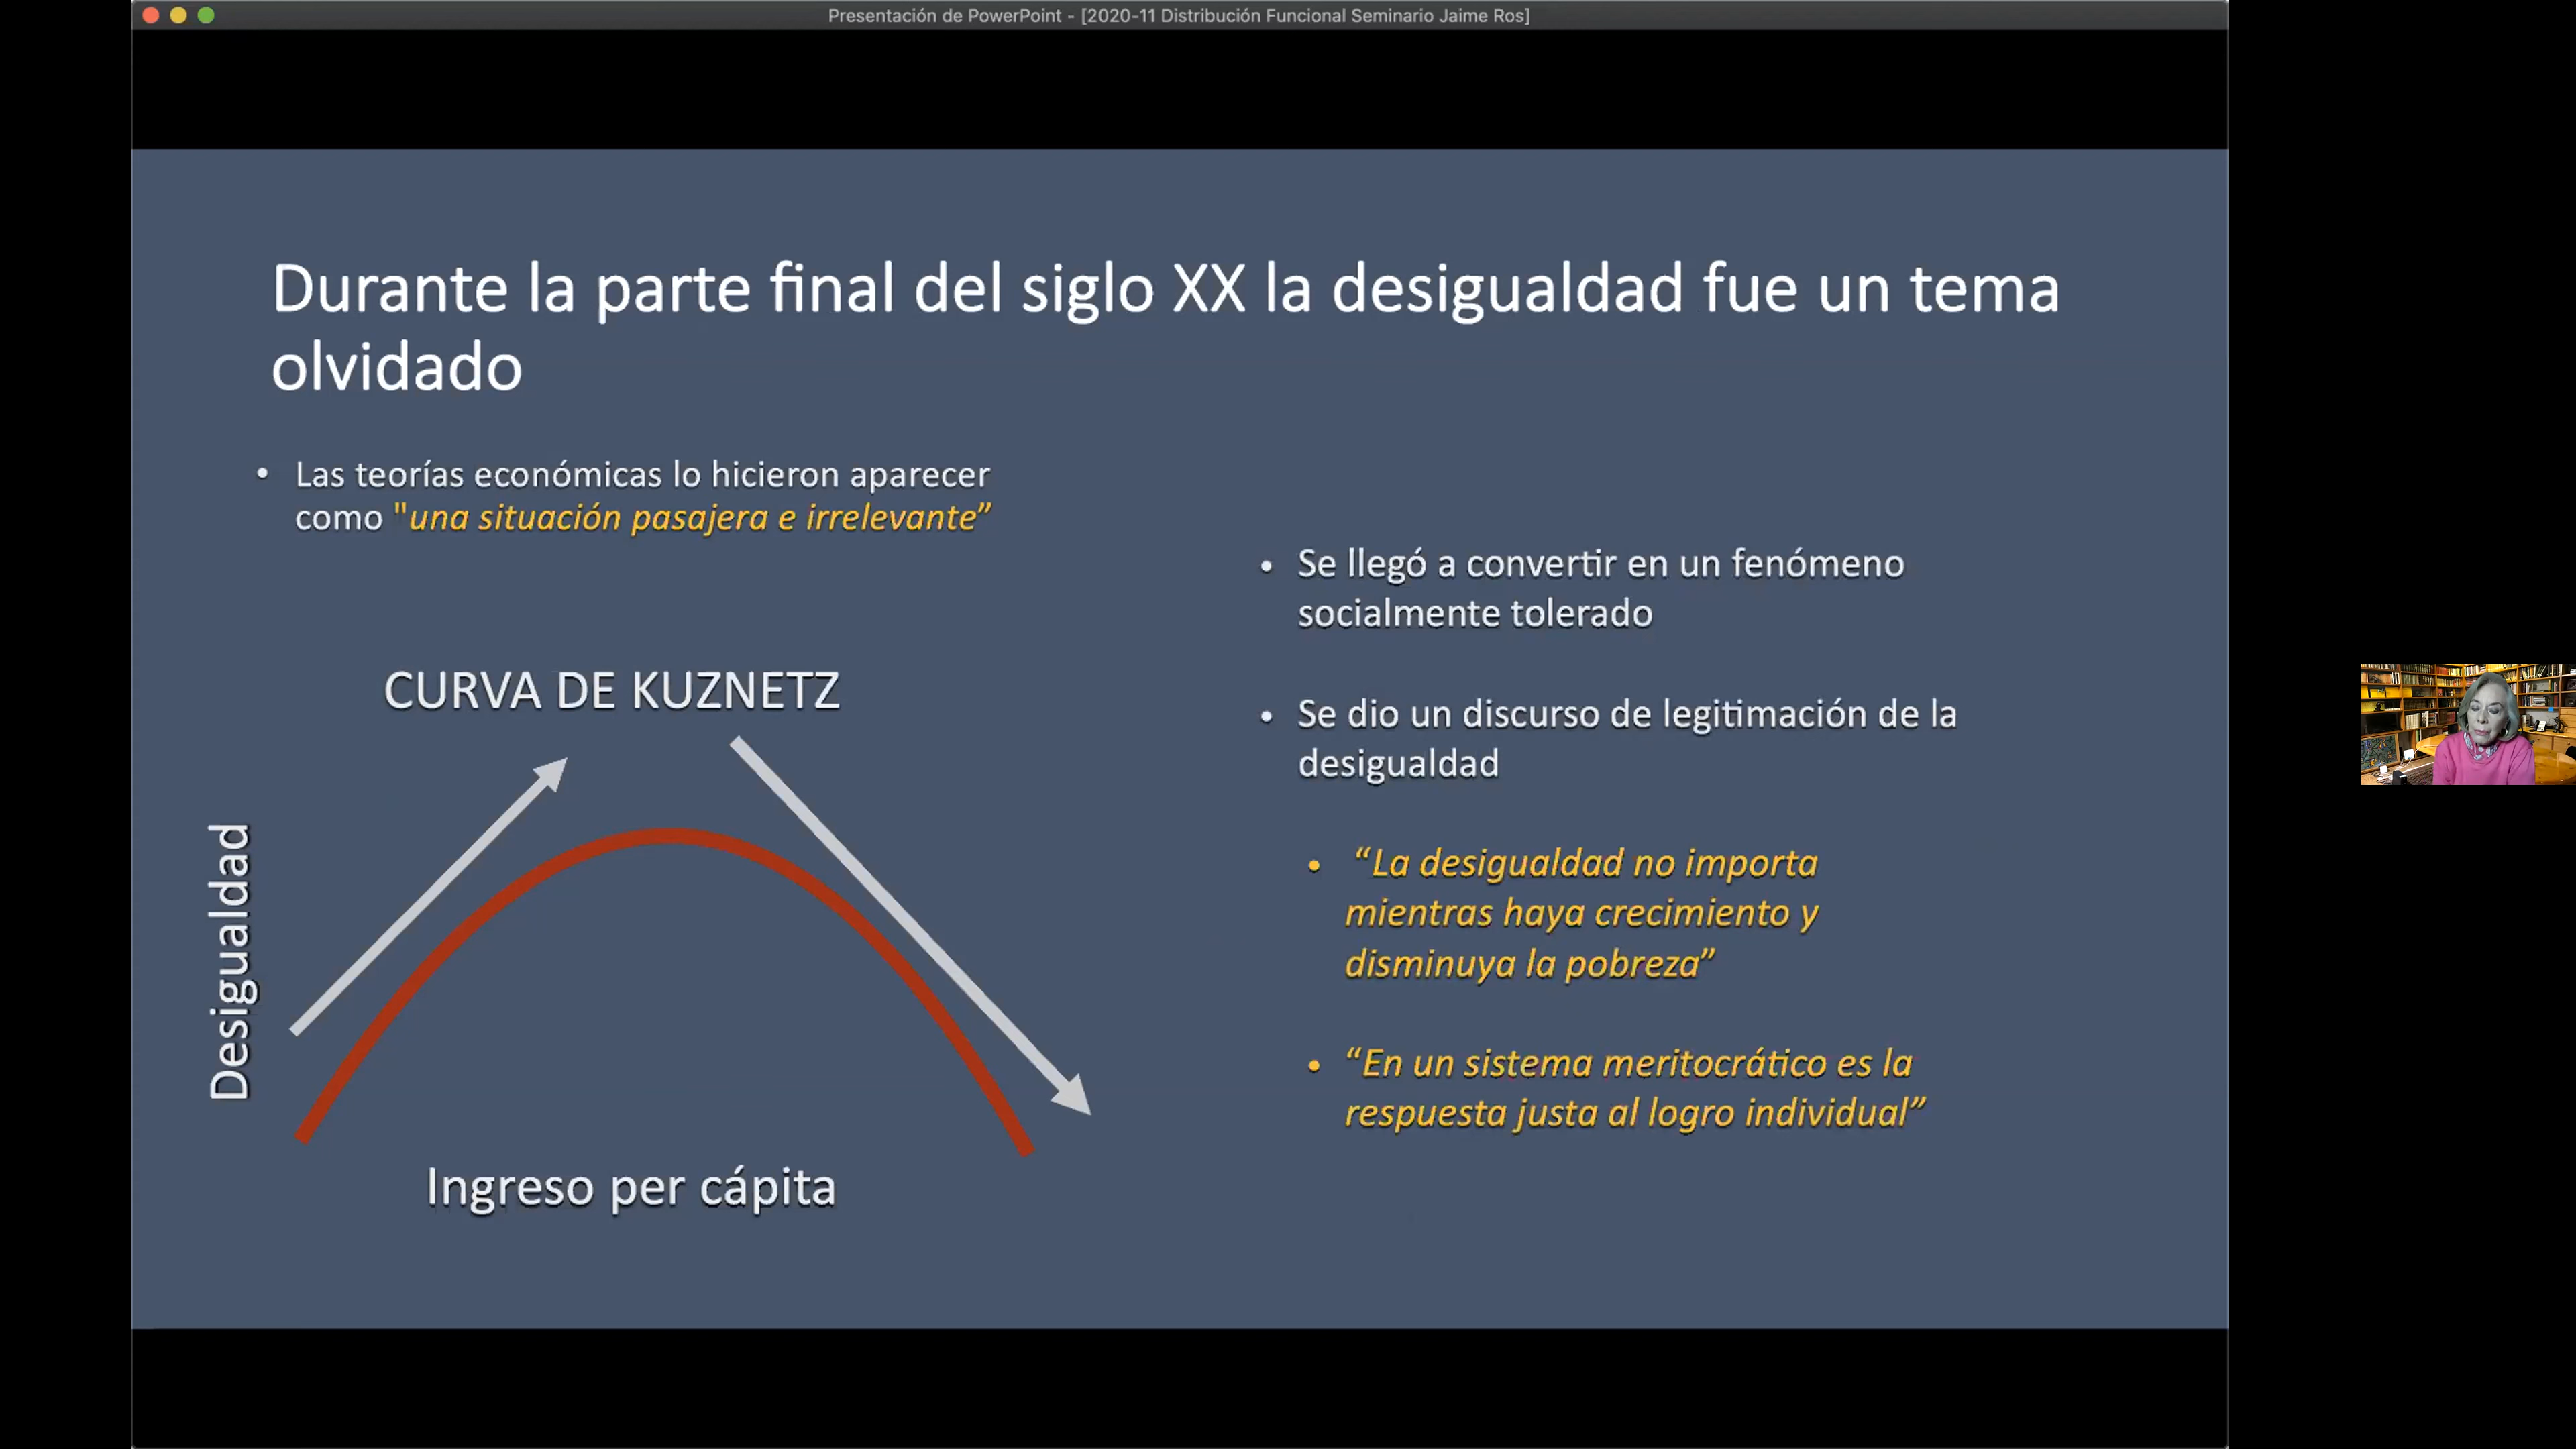 Presentación de PowerPoint - [2020-11 Distribución Funcional Seminario Jaime Ros]
Durante la parte final del siglo XX la desigualdad fue un tema
olvidado
• Las teorías económicas lo hicieron aparecer
como "una situación pasajera e irrelevante”
CURVA DE KUZNETZ
Desigualdad
Ingreso per cápita
• Se llegó a convertir en un fenómeno
socialmente tolerado
• Se dio un discurso de legitimación de la
desigualdad
• “La desigualdad no importa
mientras haya crecimiento y
disminuya la pobreza”
• “En un sistema meritocrático es la
respuesta justa al logro individual”